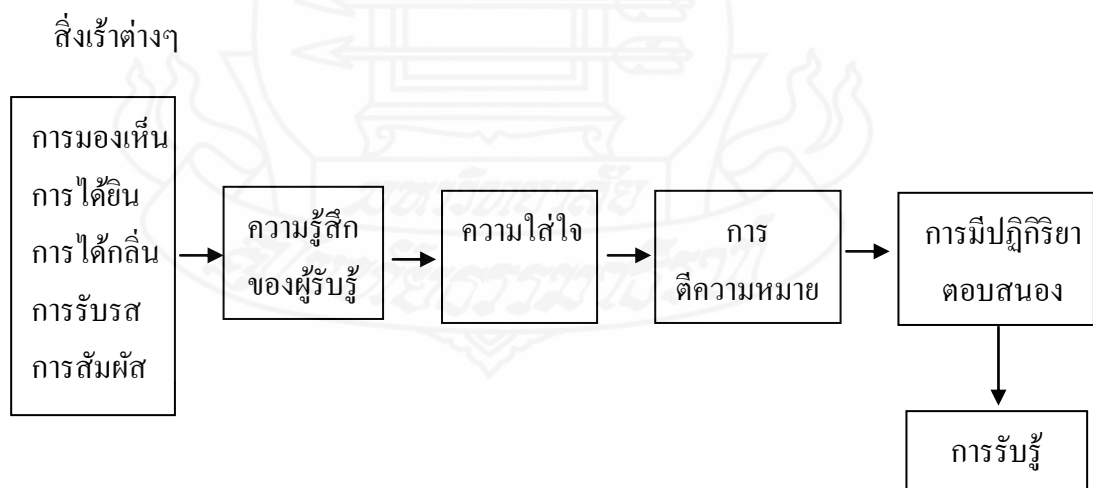 สิ่งเร้าต่างๆ
การมองเห็น
การได้ยิน
การได้กลิ่น
การรับรส
การสัมผัส
ความรู้สึก
ของผู้รับรู้
ความใส่ใจ
การ
ตีความหมาย
การมีปฏิกิริยา
ตอบสนอง
การรับรู้